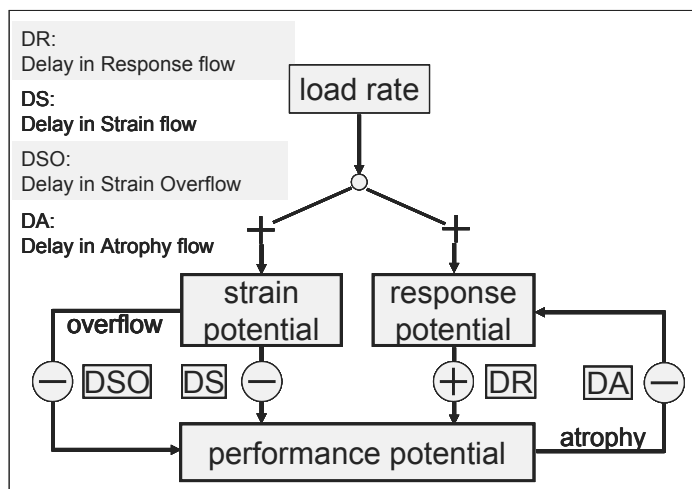 DR:
Delay in Response flow
DS:
Delay in Strain flow
DSO:
Delay in Strain Overflow
DA:
Delay in Atrophy flow
load rate
+
+
strain
potential
response
potential
overflow
−
DSO
DS
−
+
DR
DA
−
atrophy
performance potential